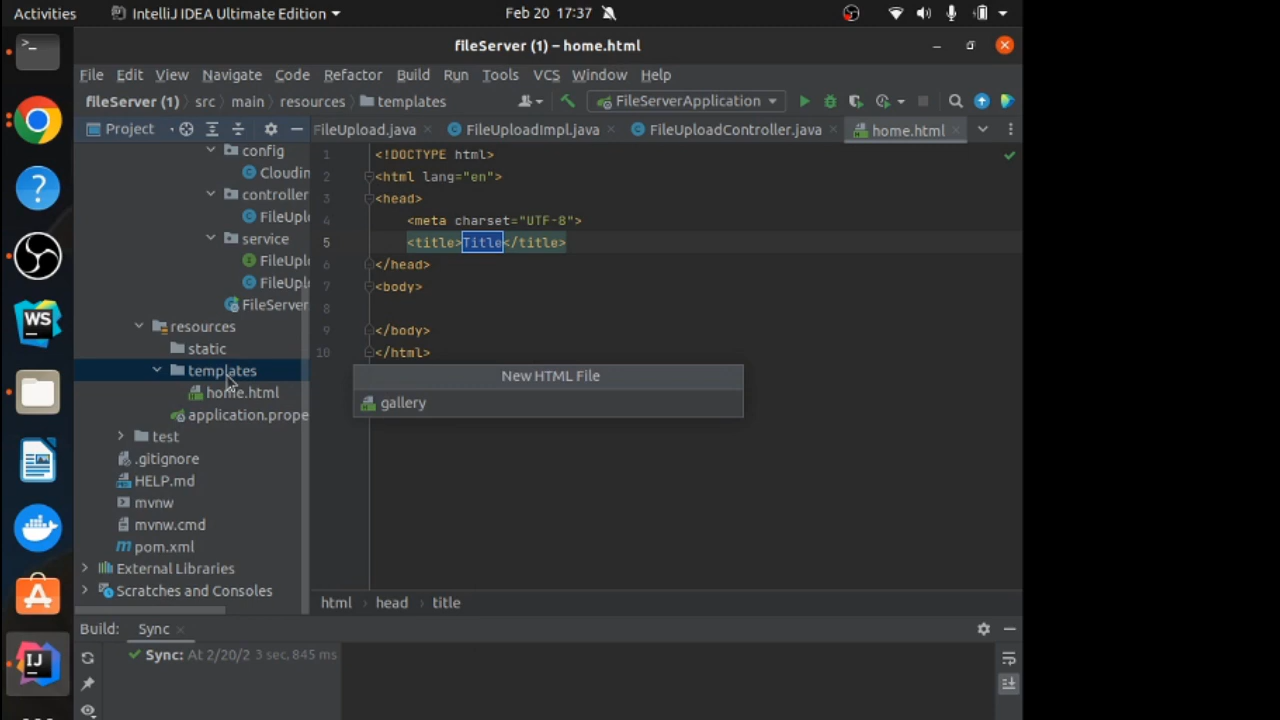 Activities
IntelliJ IDEA Ultimate Edition
Feb 20 17:37
fileServer (1) – home.html
File Edit View Navigate Code Refactor Build Run Tools VCS Window Help
fileServer (1) › src › main › resources › templates
FileServerApplication
Project
FileUpload.java
FileUploadImpl.java
FileUploadController.java
home.html
config
Cloudin
controller
FileUplo
service
FileUplo
FileUplo
FileServer
resources
static
templates
home.html
application.prope
test
.gitignore
HELP.md
mvnw
mvnw.cmd
pom.xml
External Libraries
Scratches and Consoles
1 <!DOCTYPE html>
2 <html lang="en">
3 <head>
4 <meta charset="UTF-8">
5 <title>Title</title>
6 </head>
7 <body>
8
9 </body>
10 </html>
New HTML File
gallery
html › head › title
Build: Sync
Sync: At 2/20/2 3 sec, 845 ms
WS
IJ